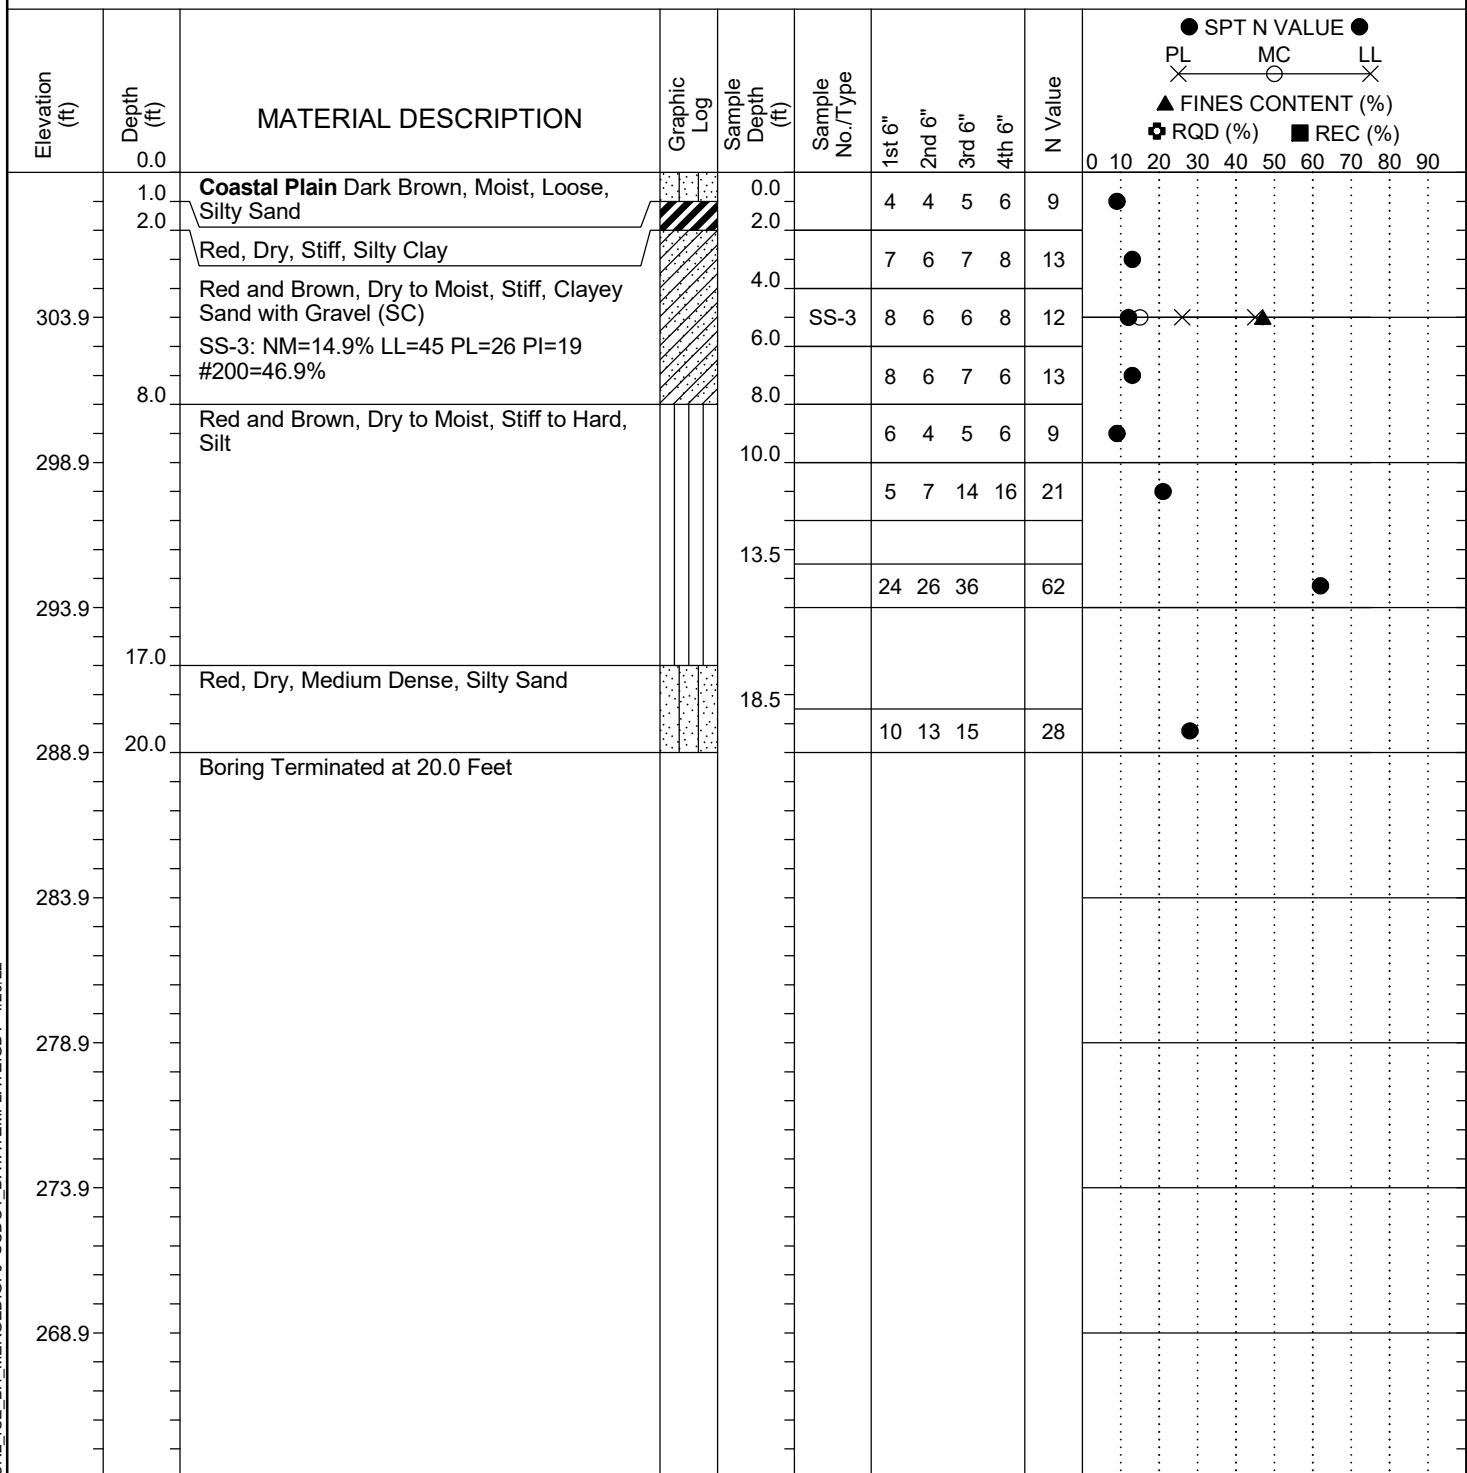 ● SPT N VALUE ●
PL MC LL
▲ FINES CONTENT (%)
RQD (%) ■ REC (%)
0 10 20 30 40 50 60 70 80 90
Elevation (ft)
Depth (ft)
0.0
MATERIAL DESCRIPTION
Graphic Log
Sample Depth (ft)
Sample No./Type
1st 6"
2nd 6"
3rd 6"
4th 6"
N Value
1.0 Coastal Plain Dark Brown, Moist, Loose, 0.0
Silty Sand 4 4 5 6 9
2.0 2.0
Red, Dry, Stiff, Silty Clay 7 6 7 8 13
4.0
Red and Brown, Dry to Moist, Stiff, Clayey
303.9 Sand with Gravel (SC) SS-3 8 6 6 8 12
6.0
SS-3: NM=14.9% LL=45 PL=26 PI=19
#200=46.9% 8 6 7 6 13
8.0 8.0
Red and Brown, Dry to Moist, Stiff to Hard,
Silt 6 4 5 6 9
10.0
298.9
5 7 14 16 21
13.5
24 26 36 62
293.9
17.0
Red, Dry, Medium Dense, Silty Sand
18.5
10 13 15 28
20.0
288.9
Boring Terminated at 20.0 Feet
283.9
278.9
273.9
268.9